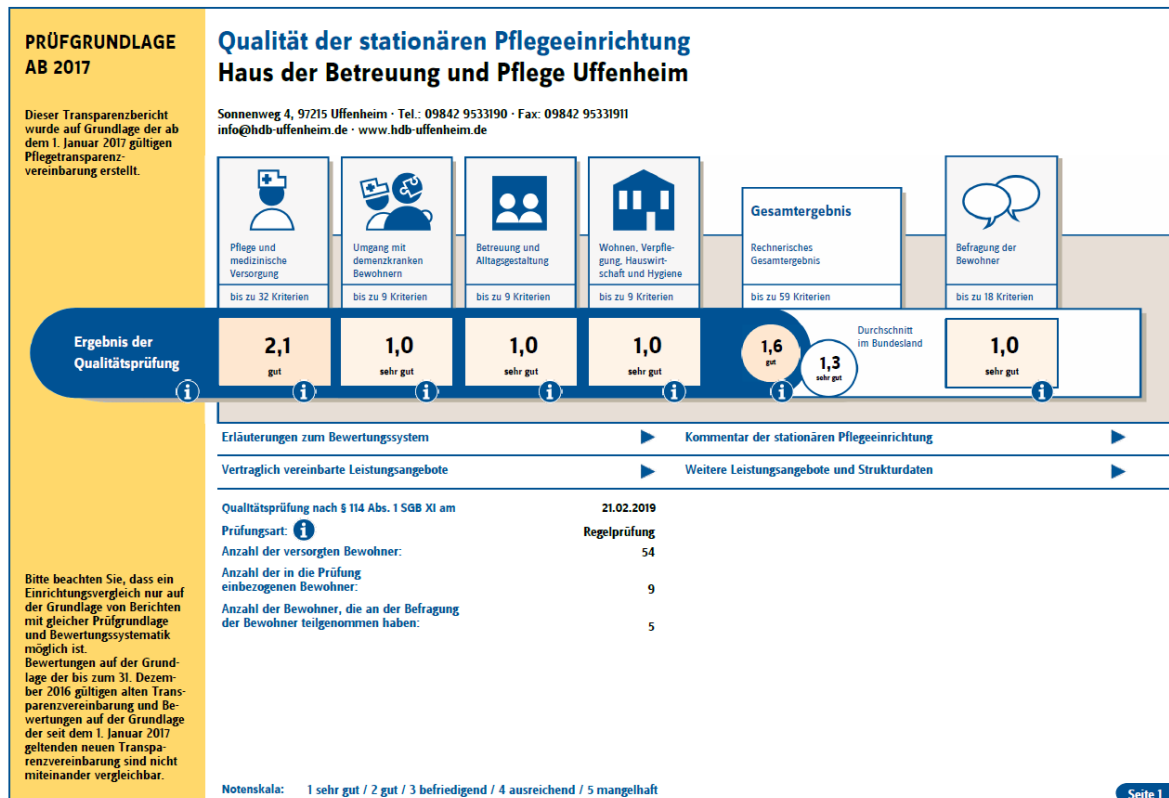 PRÜFGRUNDLAGE
AB 2017
Dieser Transparenzbericht
wurde auf Grundlage der ab
dem 1. Januar 2017 gültigen
Pflegetransparenz-
vereinbarung erstellt.
Qualität der stationären Pflegeeinrichtung
Haus der Betreuung und Pflege Uffenheim
Sonnenweg 4, 97215 Uffenheim · Tel.: 09842 9533190 · Fax: 09842 95331911
info@hdb-uffenheim.de · www.hdb-uffenheim.de
Pflege und
medizinische
Versorgung
bis zu 32 Kriterien
Umgang mit
demenzkranken
Bewohnern
bis zu 9 Kriterien
Betreuung und
Alltagsgestaltung
bis zu 9 Kriterien
Wohnen, Verpfle-
gung, Hauswirt-
schaft und Hygiene
bis zu 9 Kriterien
Gesamtergebnis
Rechnerisches
Gesamtergebnis
bis zu 59 Kriterien
Befragung der
Bewohner
bis zu 18 Kriterien
Ergebnis der
Qualitätsprüfung
i
2,1
gut
i
1,0
sehr gut
i
1,0
sehr gut
i
1,0
sehr gut
i
1,6
gut
i
1,3
sehr gut
Durchschnitt
im Bundesland
1,0
sehr gut
i
Erläuterungen zum Bewertungssystem
Kommentar der stationären Pflegeeinrichtung
Vertraglich vereinbarte Leistungsangebote
Weitere Leistungsangebote und Strukturdaten
Qualitätsprüfung nach § 114 Abs. 1 SGB XI am 21.02.2019
Prüfungsart: i Regelprüfung
Anzahl der versorgten Bewohner: 54
Anzahl der in die Prüfung
einbezogenen Bewohner: 9
Anzahl der Bewohner, die an der Befragung
der Bewohner teilgenommen haben: 5
Bitte beachten Sie, dass ein
Einrichtungsvergleich nur auf
der Grundlage von Berichten
mit gleicher Prüfgrundlage
und Bewertungssystematik
möglich ist.
Bewertungen auf der Grund-
lage der bis zum 31. Dezem-
ber 2016 gültigen alten Trans-
parenzvereinbarung und Be-
wertungen auf der Grundlage
der seit dem 1. Januar 2017
geltenden neuen Transpa-
renzvereinbarung sind nicht
miteinander vergleichbar.
Notenskala: 1 sehr gut / 2 gut / 3 befriedigend / 4 ausreichend / 5 mangelhaft
Seite 1